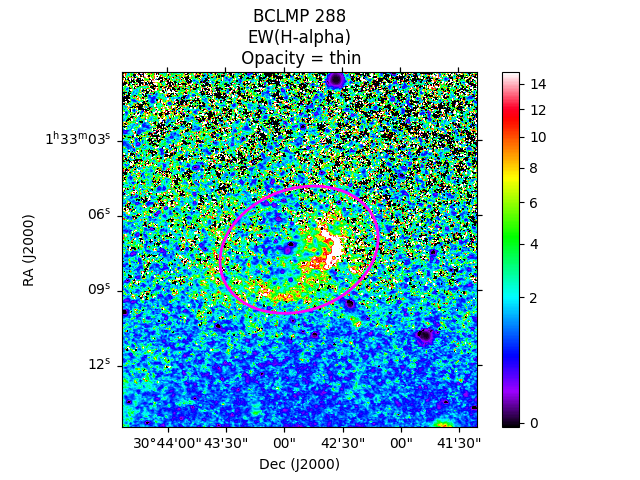 BCLMP 288
EW(H-alpha)
Opacity = thin
1ʰ33ᵐ03ˢ
06ˢ
09ˢ
12ˢ
RA (J2000)
30°44'00" 43'30" 00" 42'30" 00" 41'30"
Dec (J2000)
14
12
10
8
6
4
2
0